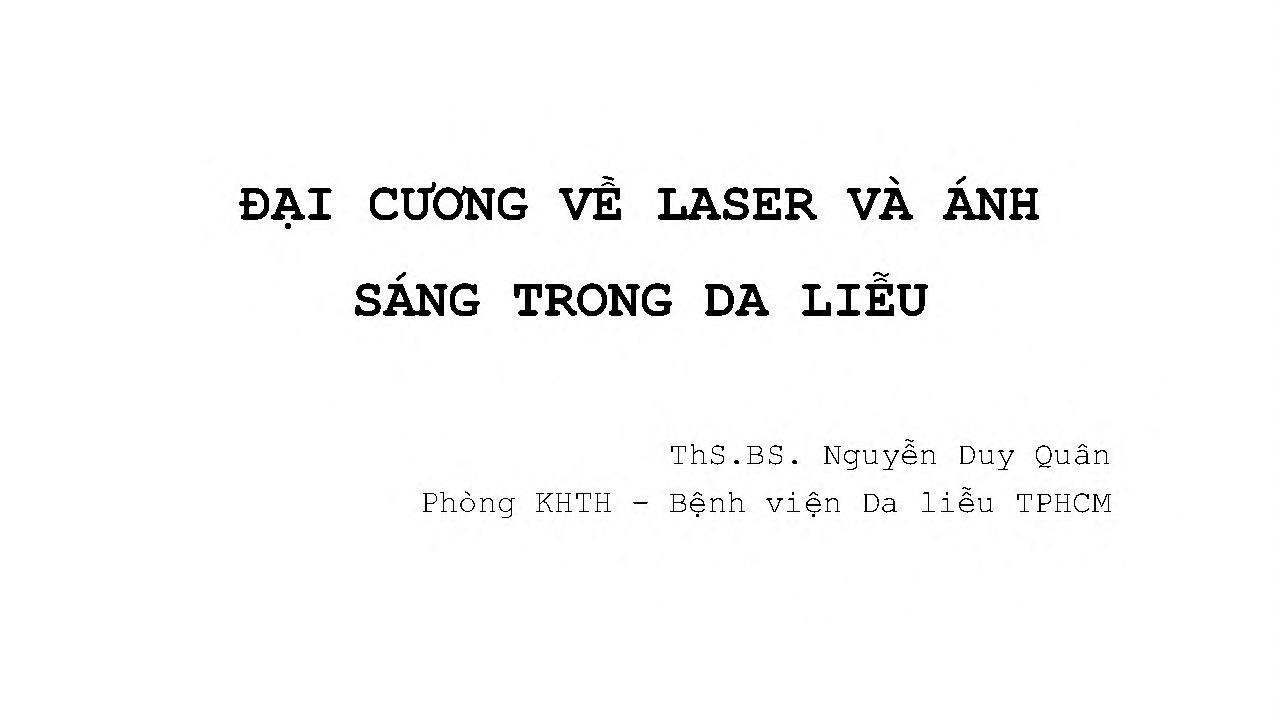 ĐẠI CƯƠNG VỀ LASER VÀ ÁNH
SÁNG TRONG DA LIỄU
ThS.BS. Nguyễn Duy Quân
Phòng KHTH – Bệnh viện Da liễu TPHCM